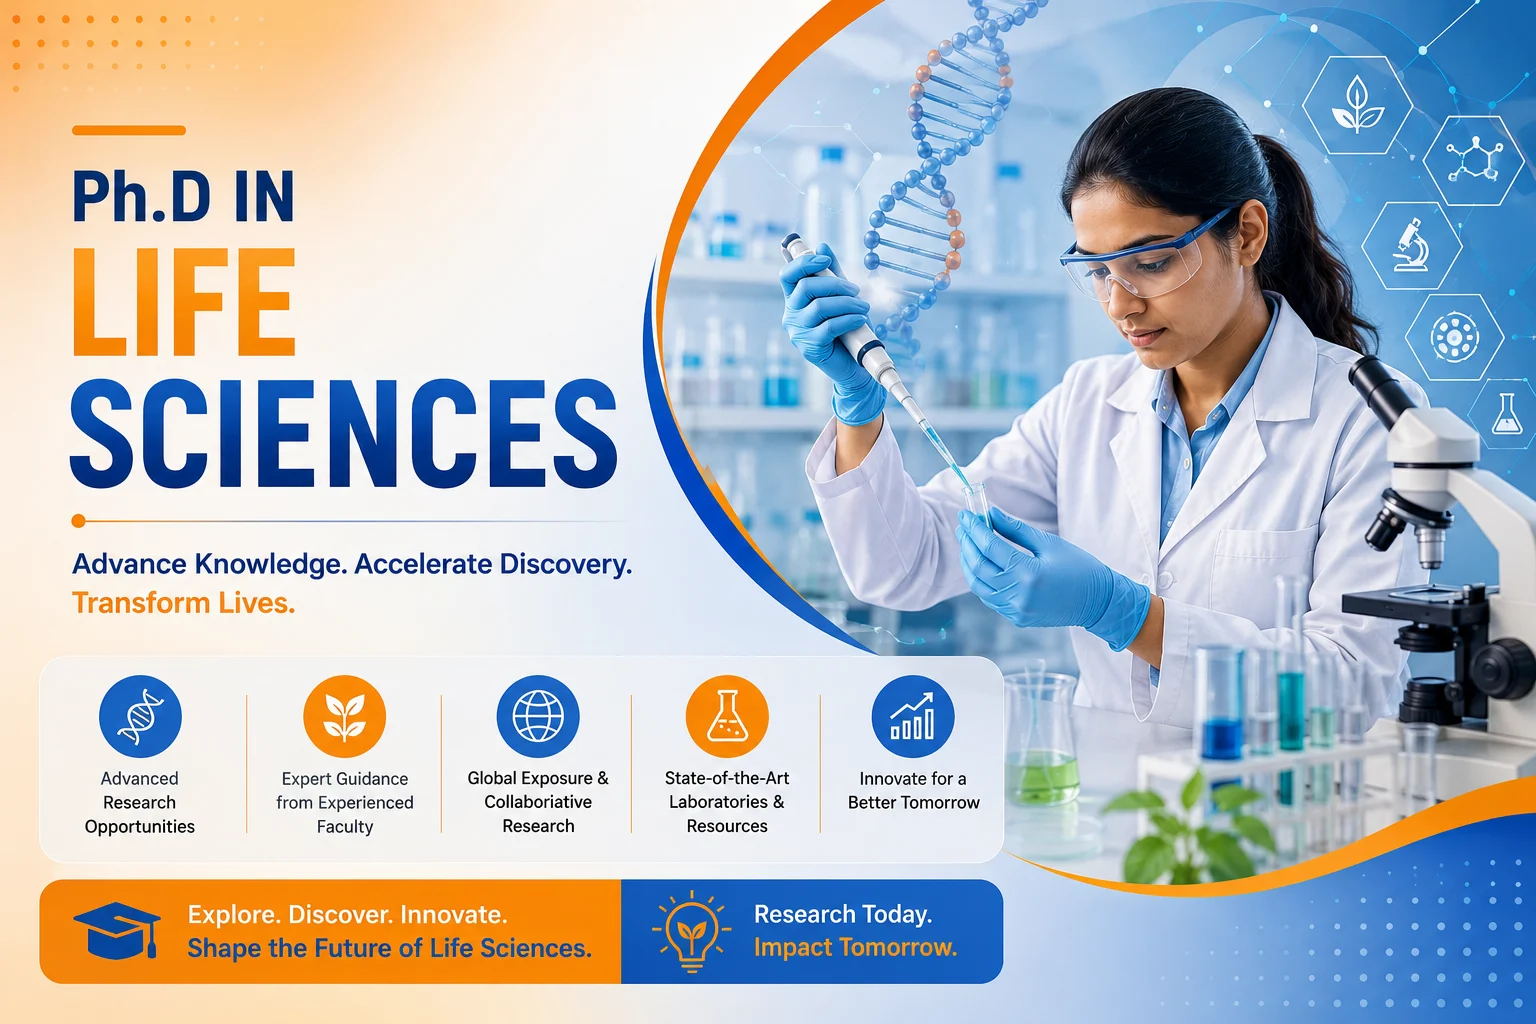 Ph.D IN
LIFE
SCIENCES
Advance Knowledge. Accelerate Discovery.
Transform Lives.
Advanced
Research
Opportunities
Expert Guidance
from Experienced
Faculty
Global Exposure &
Collaboriative
Research
State-of-the-Art
Laboratories &
Resources
Innovate for a
Better Tomorrow
Explore. Discover. Innovate.
Shape the Future of Life Sciences.
Research Today.
Impact Tomorrow.